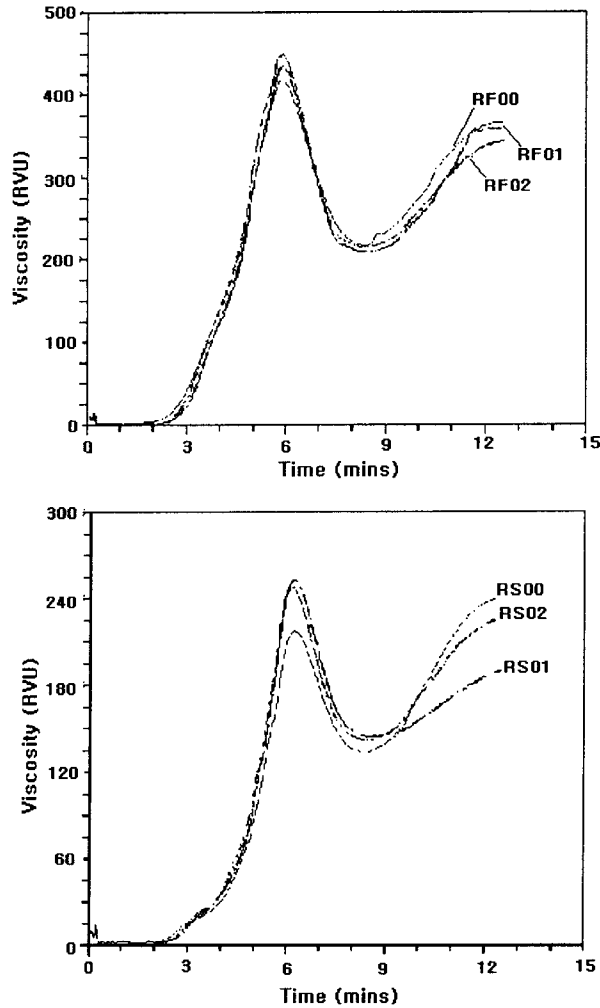 500
400
300
200
100
0
Viscosity (RVU)
RF00
RF01
RF02
0 3 6 9 12 15
Time (mins)
300
240
180
120
60
0
Viscosity (RVU)
RS00
RS02
RS01
0 3 6 9 12 15
Time (mins)